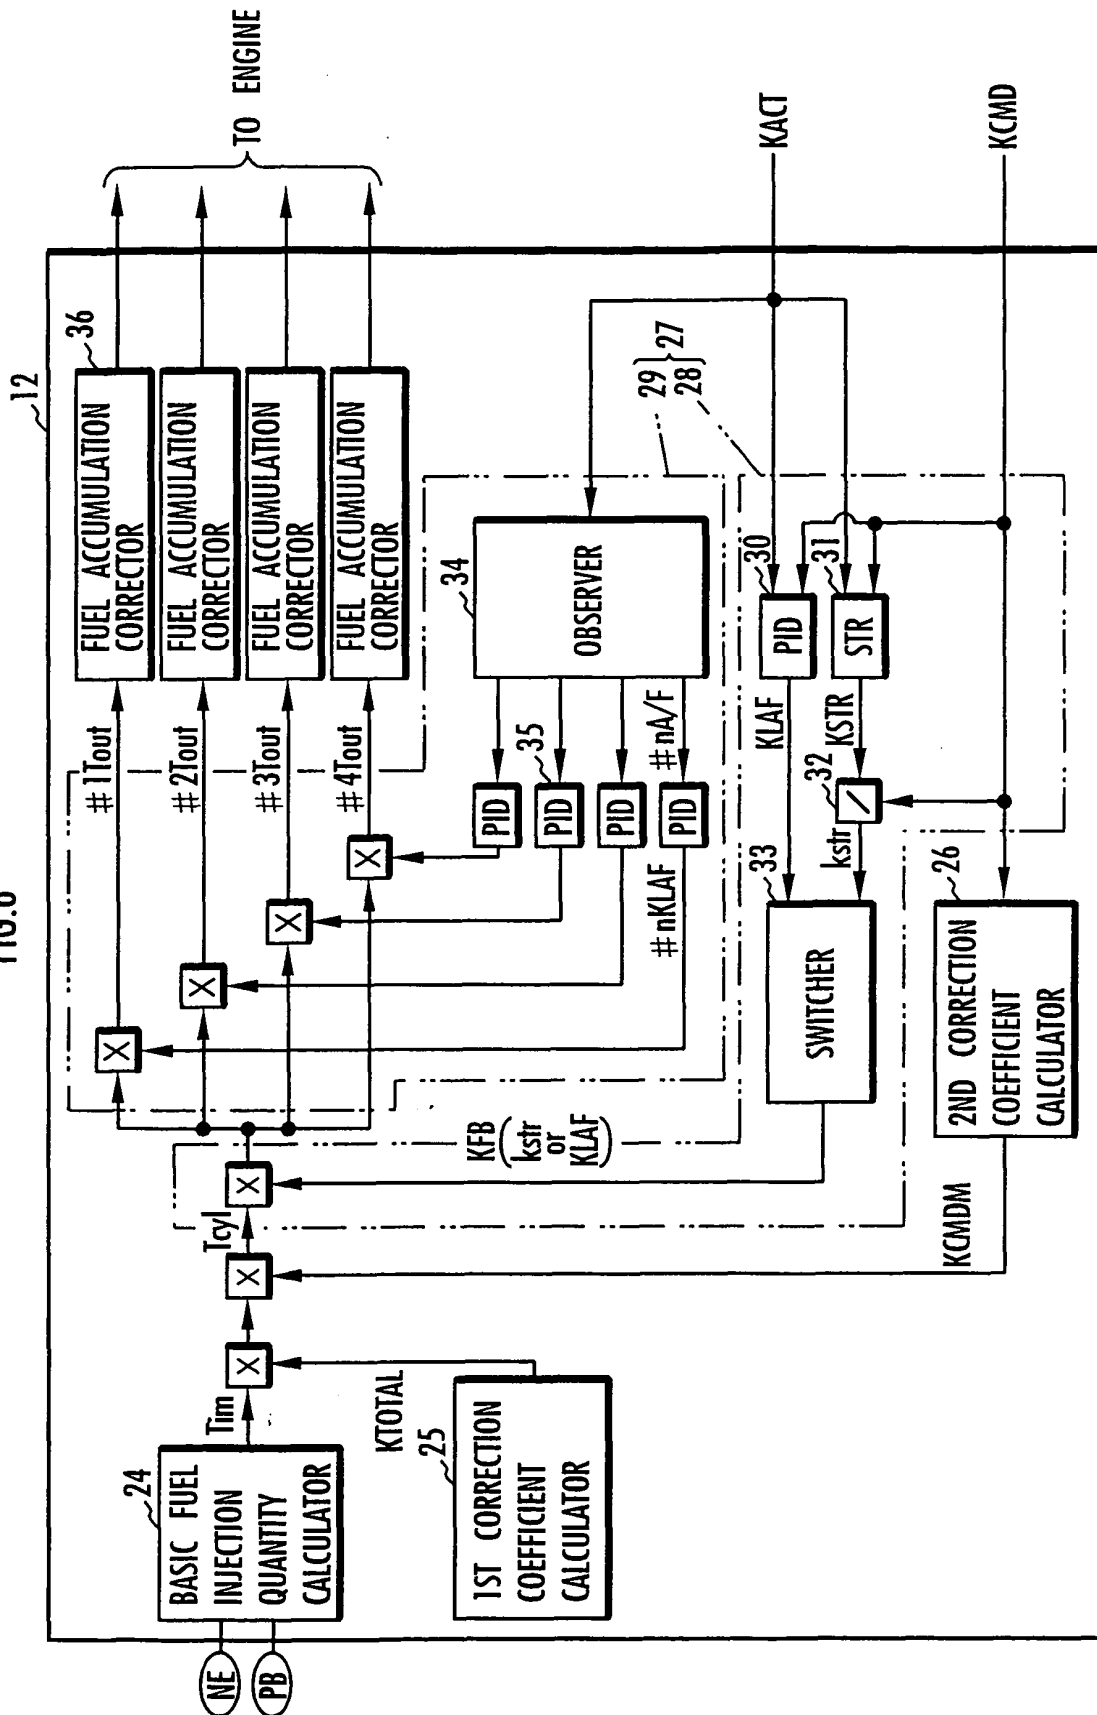 FIG.6
12
NE
PB
24
BASIC FUEL
INJECTION
QUANTITY
CALCULATOR
Tim
KTOTAL
25
1ST CORRECTION
COEFFICIENT
CALCULATOR
X
X
Tcyl
X
KCMDM
KFB (kstr
or
KLAF)
X
X
X
X
#1Tout
#2Tout
#3Tout
#4Tout
36
FUEL ACCUMULATION
CORRECTOR
FUEL ACCUMULATION
CORRECTOR
FUEL ACCUMULATION
CORRECTOR
FUEL ACCUMULATION
CORRECTOR
TO ENGINE
PID
PID
35
PID
PID
#nKLAF
#nA/F
34
OBSERVER
29
28
27
33
SWITCHER
KLAF
30
PID
kstr
32
/
KSTR
31
STR
26
2ND CORRECTION
COEFFICIENT
CALCULATOR
KACT
KCMD